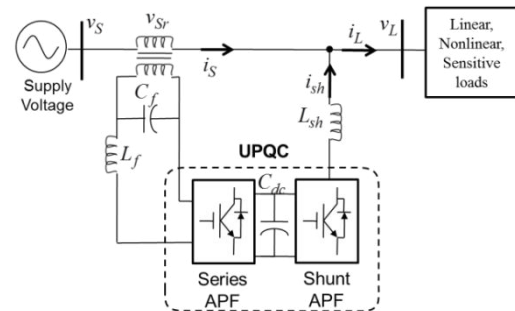 v_S
v_Sr
i_S
i_L
v_L
Linear,
Nonlinear,
Sensitive
loads
Supply
Voltage
C_f
i_sh
L_sh
L_f
UPQC
C_dc
Series
APF
Shunt
APF